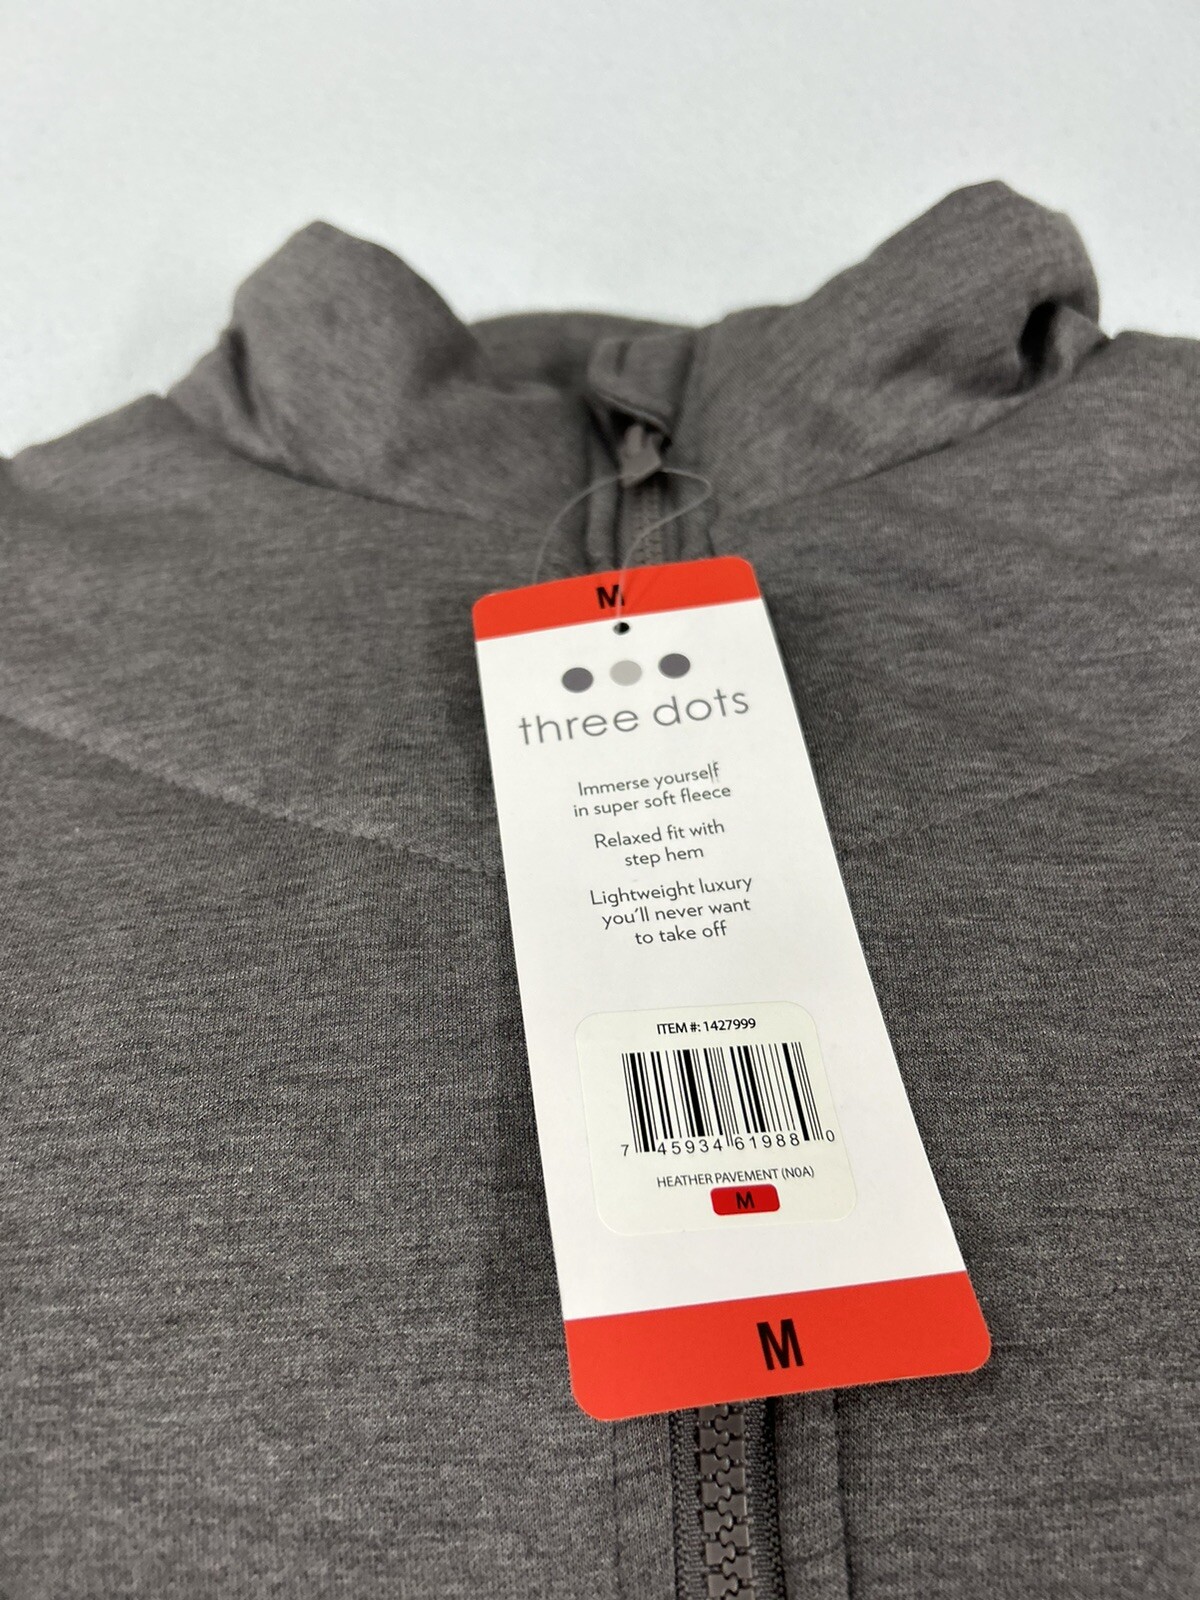 M
three dots
Immerse yourself
in super soft fleece
Relaxed fit with
step hem
Lightweight luxury
you'll never want
to take off
ITEM #: 1427999
7 45934 61988 0
HEATHER PAVEMENT (N0A)
M
M